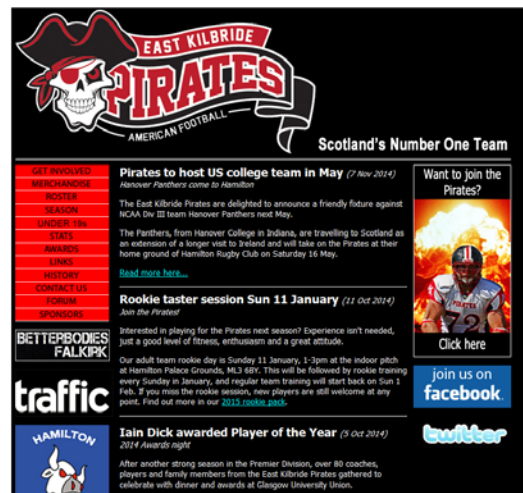 EAST KILBRIDE
PIRATES
AMERICAN FOOTBALL
Scotland's Number One Team
GET INVOLVED
MERCHANDISE
ROSTER
SEASON
UNDER 19s
STATS
AWARDS
LINKS
HISTORY
CONTACT US
FORUM
SPONSORS
BETTERBODIES
FALKIRK
traffic
HAMILTON
Pirates to host US college team in May (7 Nov 2014)
Hanover Panthers come to Hamilton
The East Kilbride Pirates are delighted to announce a friendly fixture against
NCAA Div III team Hanover Panthers next May.
The Panthers, from Hanover College in Indiana, are travelling to Scotland as
an extension of a longer visit to Ireland and will take on the Pirates at their
home ground of Hamilton Rugby Club on Saturday 16 May.
Read more here...
Rookie taster session Sun 11 January (11 Oct 2014)
Join the Pirates!
Interested in playing for the Pirates next season? Experience isn't needed,
just a good level of fitness, enthusiasm and a great attitude.
Our adult team rookie day is Sunday 11 January, 1-3pm at the indoor pitch
at Hamilton Palace Grounds, ML3 6BY. This will be followed by rookie training
every Sunday in January, and regular team training will start back on Sun 1
Feb. If you miss the rookie session, new players are still welcome at any
point. Find out more in our 2015 rookie pack.
Iain Dick awarded Player of the Year (5 Oct 2014)
2014 Awards night
After another strong season in the Premier Division, over 80 coaches,
players and family members from the East Kilbride Pirates gathered to
celebrate with dinner and awards at Glasgow University Union.
Want to join the
Pirates?
PIRATES
72
Click here
join us on
facebook.
twitter